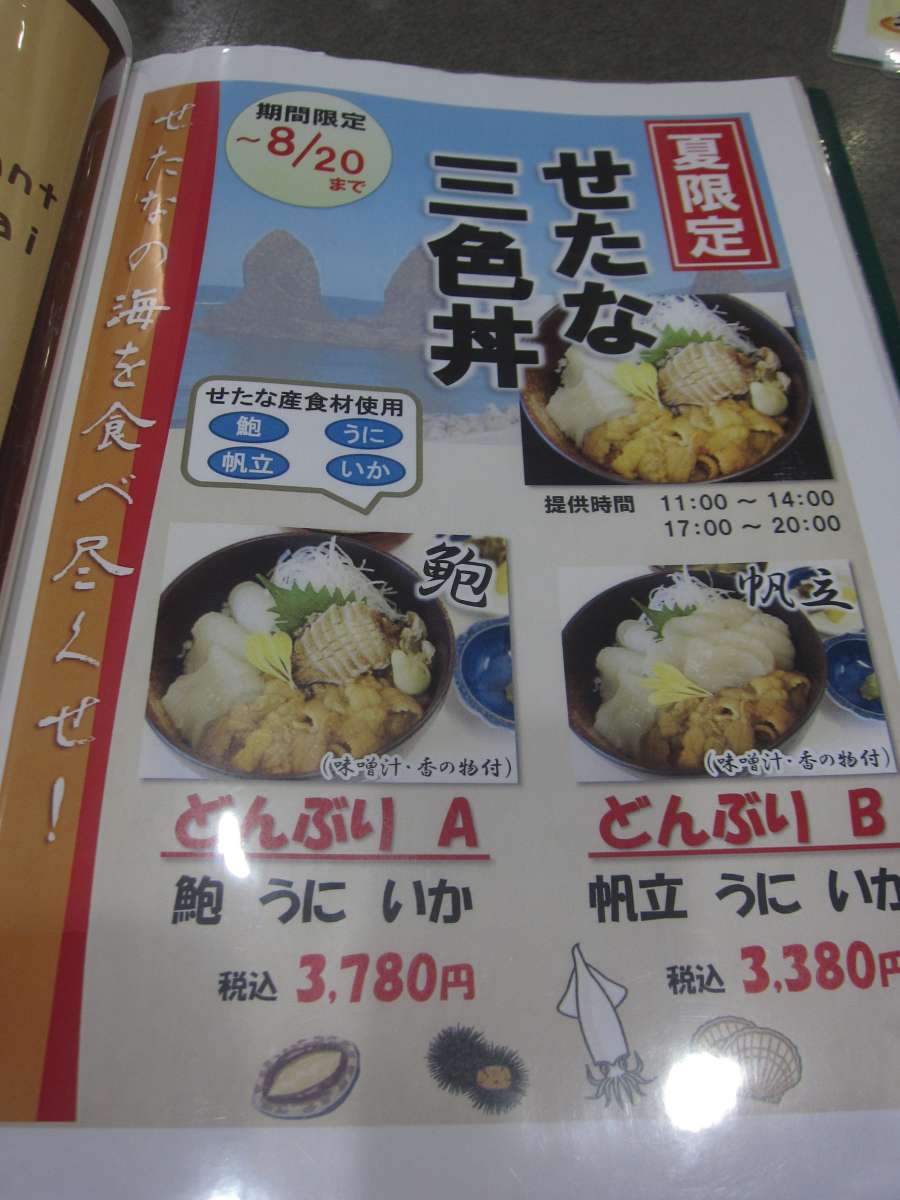 nt
ai
せたなの海を食べ尽くせ!
期間限定
~8/20
まで
夏限定
せたな
三色丼
せたな産食材使用
鮑 うに
帆立 いか
提供時間 11:00 ~ 14:00
17:00 ~ 20:00
鮑
(味噌汁・香の物付)
どんぶり A
鮑 うに いか
税込 3,780円
帆立
(味噌汁・香の物付)
どんぶり B
帆立 うに いか
税込 3,380円